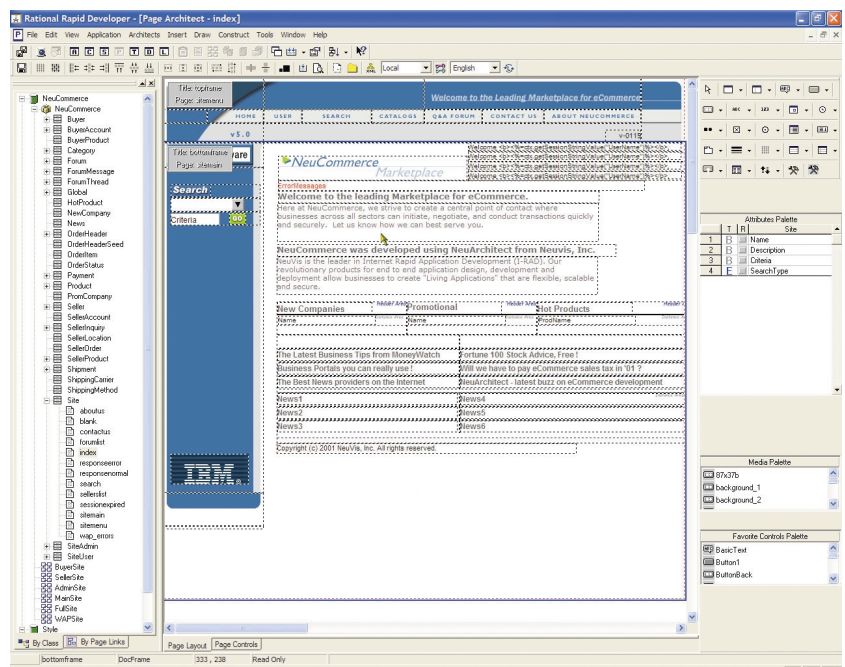 Rational Rapid Developer - [Page Architect - index]
File Edit View Application Architects Insert Draw Construct Tools Window Help
Local
English
NeuCommerce
NeuCommerce
Buyer
BuyerAccount
BuyerProduct
Category
Forum
ForumMessage
ForumThread
Global
HotProduct
NewCompany
News
OrderHeader
OrderHeaderSeed
OrderItem
OrderStatus
Payment
Product
PromCompany
Seller
SellerAccount
SellerInquiry
SellerLocation
SellerOrder
SellerProduct
Shipment
ShippingCarrier
ShippingMethod
Site
aboutus
blank
contactus
forumlist
index
responseerror
responsenormal
search
sellerslist
sessionexpired
sitemain
sitemenu
wap_errors
SiteAdmin
SiteUser
BuyerSite
SellerSite
AdminSite
MainSite
FullSite
WAPSite
Style
By Class By Page Links
Title: topframe
Page: sitemenu
Welcome to the Leading Marketplace for eCommerce
HOME USER SEARCH CATALOGS Q&A FORUM CONTACT US ABOUT NEUCOMMERCE
v5.0
Title: bottomframe
Page: sitemain
ware
Search
Criteria GO
IBM
NeuCommerce
Marketplace
ErrorMessages
Welcome to the leading Marketplace for eCommerce.
Here at NeuCommerce, we strive to create a central point of contact where
businesses across all sectors can initiate, negotiate, and conduct transactions quickly
and securely. Let us know how we can best serve you.
NeuCommerce was developed using NeuArchitect from Neuvis, Inc.
NeuVis is the leader in Internet Rapid Application Development (I-RAD). Our
revolutionary products for end to end application design, development and
deployment allow businesses to create "Living Applications" that are flexible, scalable
and secure.
New Companies Header Area Promotional Header Area Hot Products
Name Name ProdName
The Latest Business Tips from MoneyWatch Fortune 100 Stock Advice, Free !
Business Portals you can really use ! Will we have to pay eCommerce sales tax in '01 ?
The Best News providers on the Internet NeuArchitect - latest buzz on eCommerce development
News1 News4
News2 News5
News3 News6
Copyright (c) 2001 NeuVis, Inc. All rights reserved.
Page Layout Page Controls
Attributes Palette
T R Site
1 B Name
2 B Description
3 B Criteria
4 E SearchType
Media Palette
87x37b
background_1
background_2
Favorite Controls Palette
BasicText
Button1
ButtonBack
bottomframe DocFrame 333 , 238 Read Only